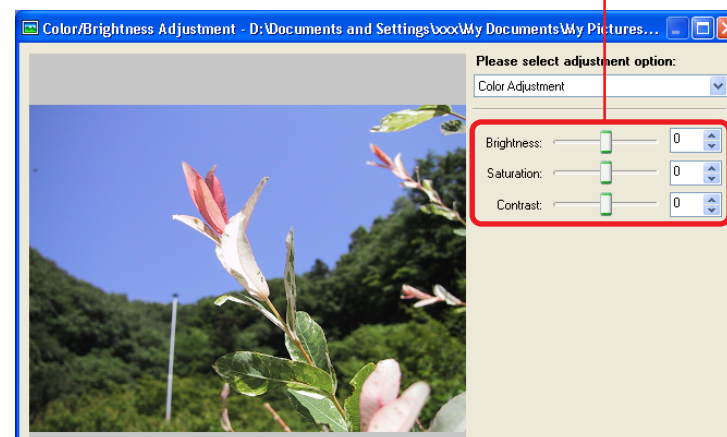 Color/Brightness Adjustment - D:\Documents and Settings\xxx\My Documents\My Pictures...
Please select adjustment option:
Color Adjustment
Brightness: 0
Saturation: 0
Contrast: 0